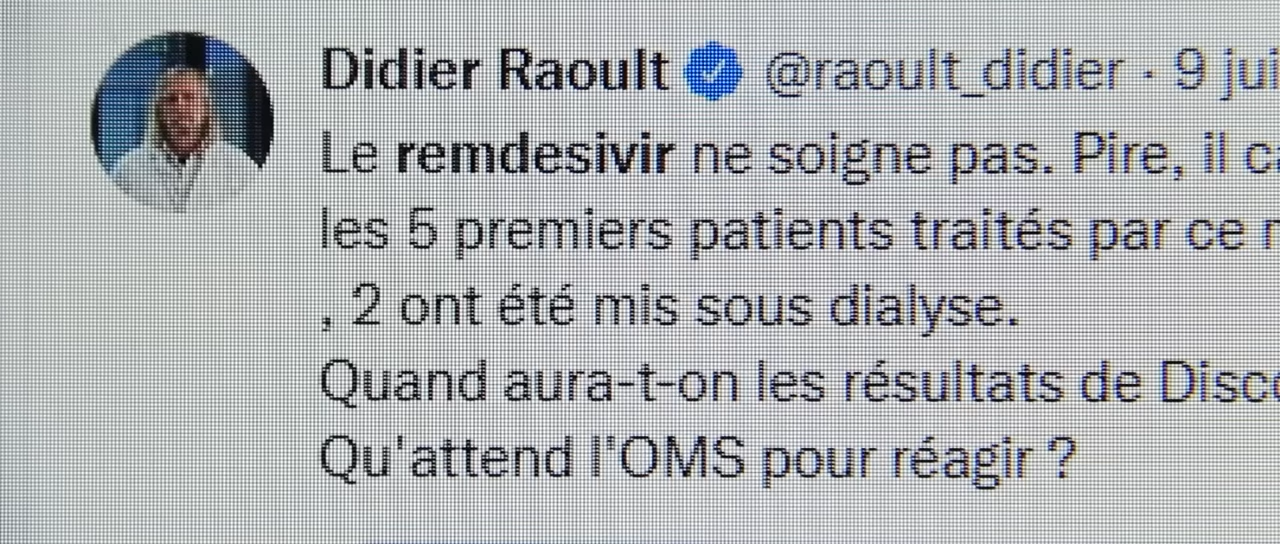 Didier Raoult @raoult_didier · 9
Le remdesivir ne soigne pas. Pire, il
les 5 premiers patients traités par ce
, 2 ont été mis sous dialyse.
Quand aura-t-on les résultats de
Qu'attend l'OMS pour réagir ?